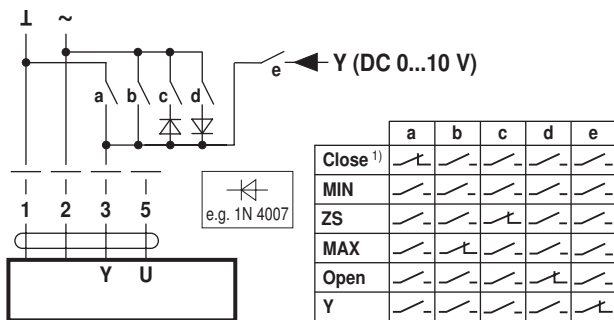 ⊥ ~
e Y (DC 0...10 V)
a b c d
1 2 3 5
e.g. 1N 4007
Y U
a b c d e
Close 1)
MIN
ZS
MAX
Open
Y